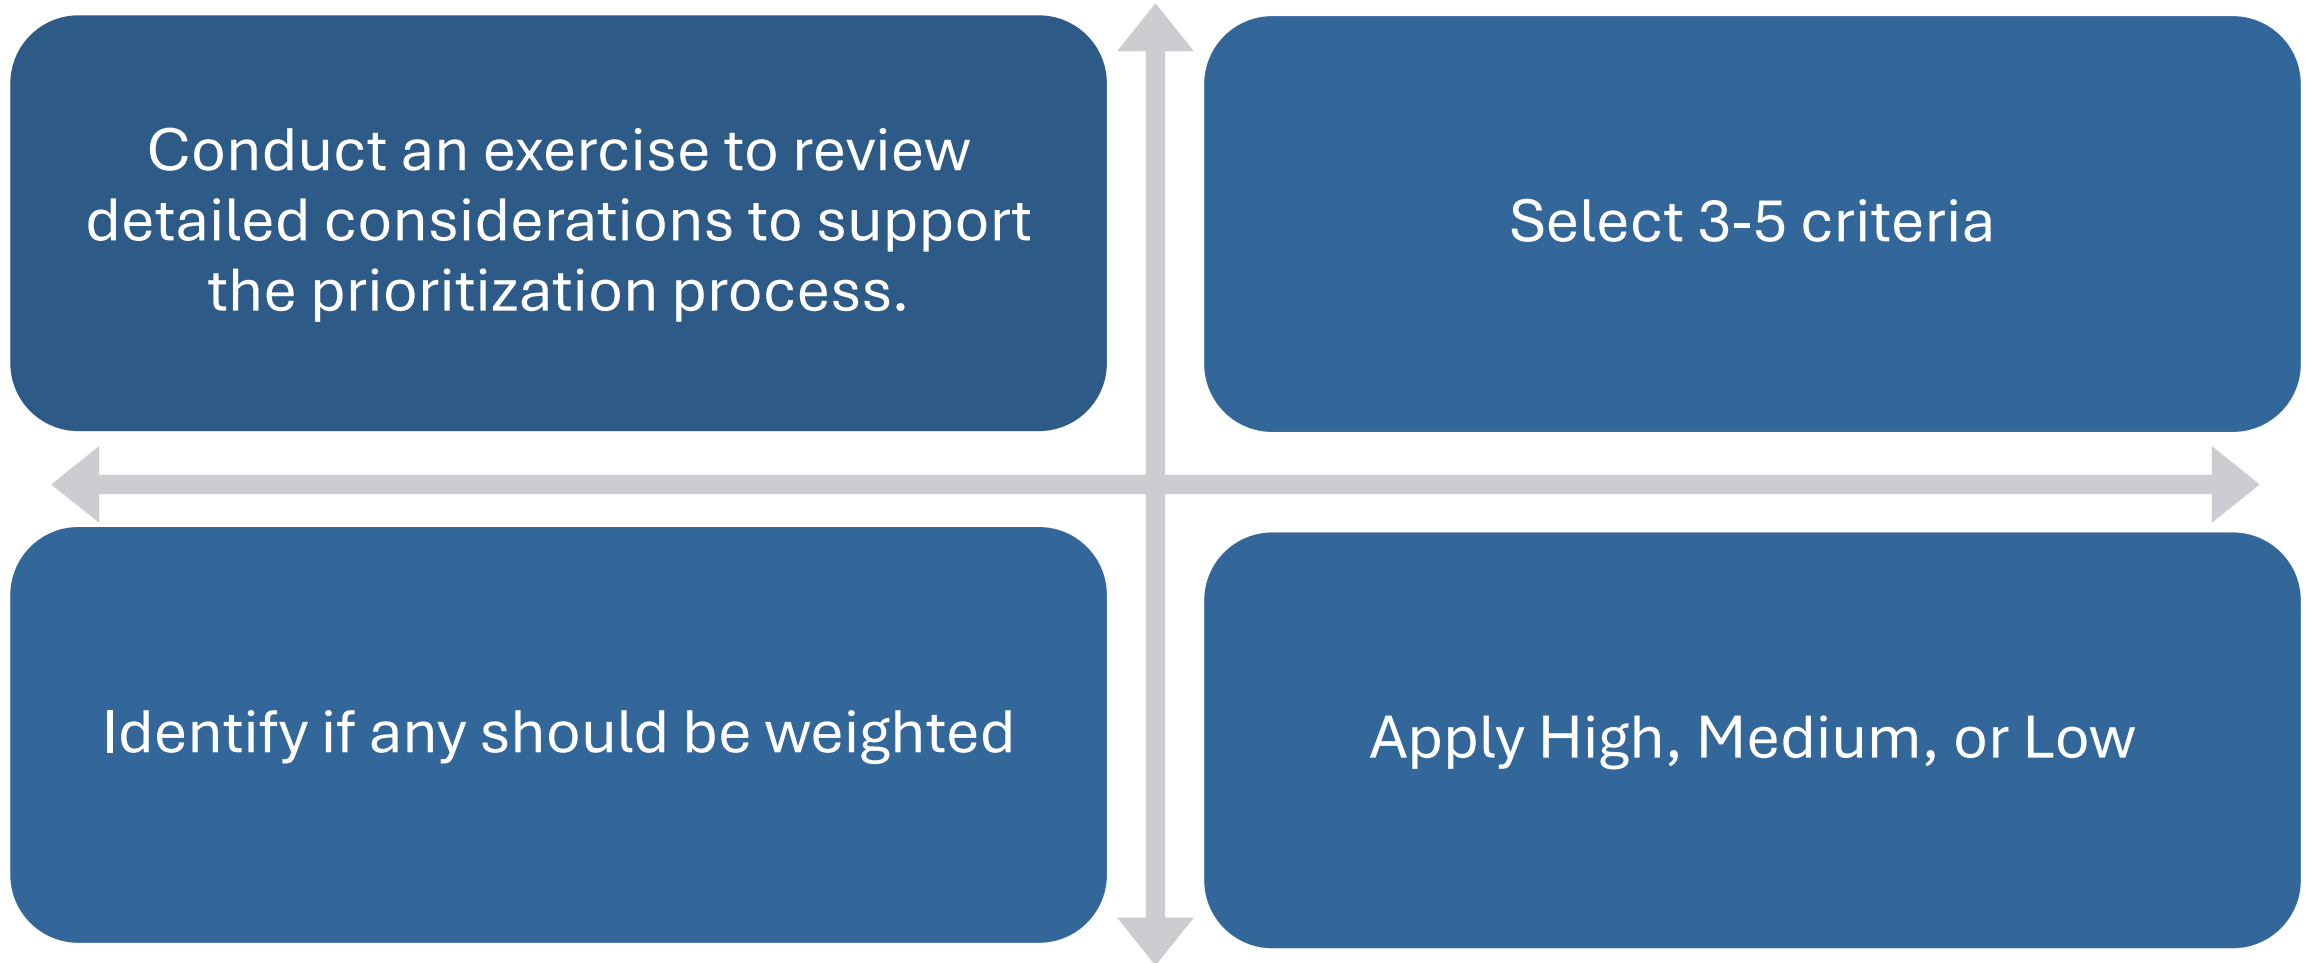 Conduct an exercise to review
detailed considerations to support
the prioritization process.
Select 3-5 criteria
Identify if any should be weighted
Apply High, Medium, or Low